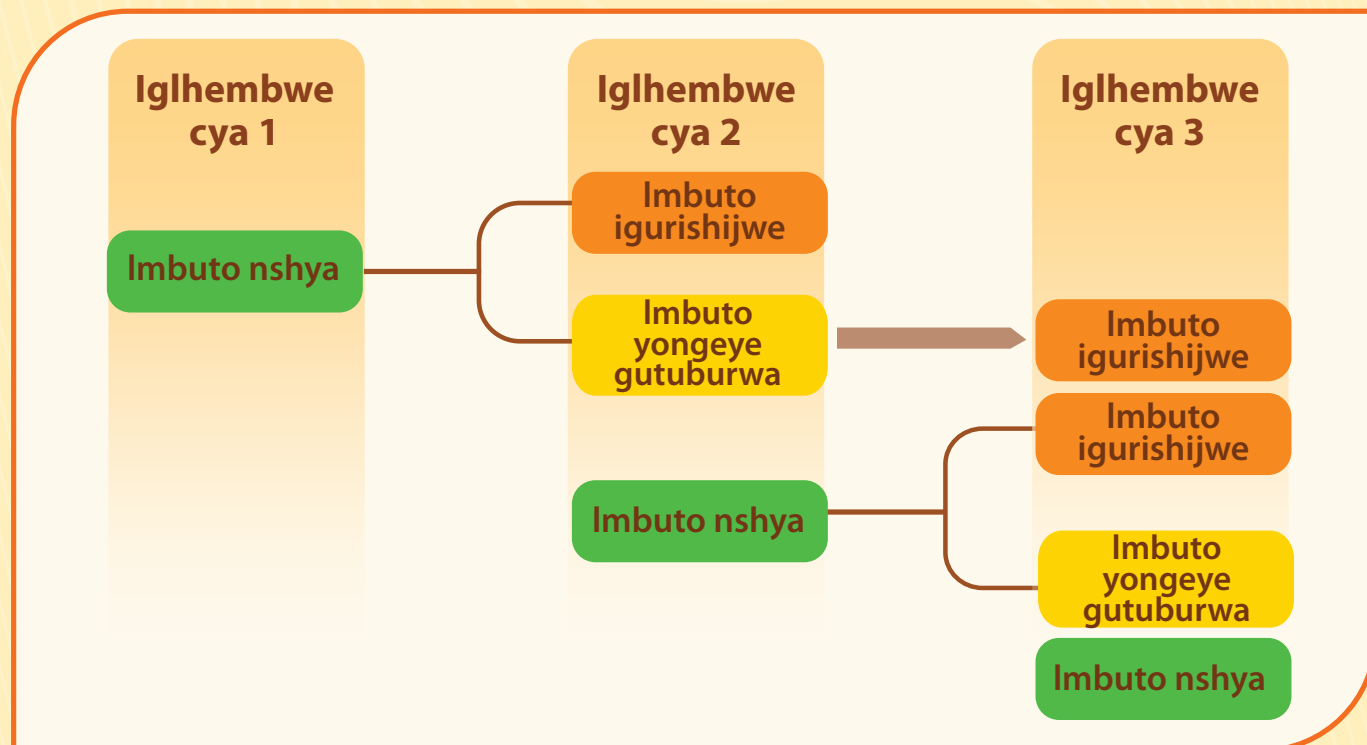 Iglhembwe
cya 1
Imbuto nshya
Iglhembwe
cya 2
Imbuto
igurishijwe
Imbuto
yongeye
gutuburwa
Imbuto nshya
Iglhembwe
cya 3
Imbuto
igurishijwe
Imbuto
igurishijwe
Imbuto
yongeye
gutuburwa
Imbuto nshya